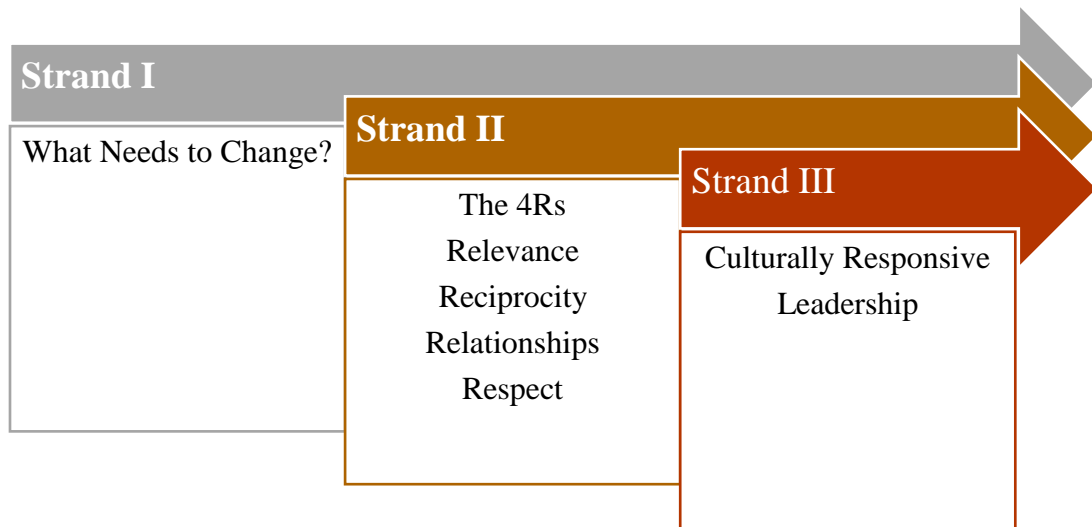 Strand I
What Needs to Change?
Strand II
The 4Rs
Relevance
Reciprocity
Relationships
Respect
Strand III
Culturally Responsive
Leadership